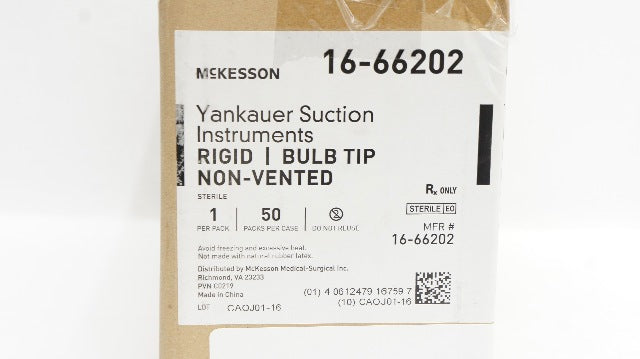 McKESSON
16-66202
Yankauer Suction
Instruments
RIGID | BULB TIP
NON-VENTED
STERILE
1
PER PACK
50
PACKS PER CASE
2
DO NOT REUSE
Rx ONLY
STERILE EO
MFR #
16-66202
Avoid freezing and excessive heat.
Not made with natural rubber latex.
Distributed by McKesson Medical-Surgical Inc.
Richmond, VA 23233
PVN C0219
Made in China
LOT CAOJ01-16
(01) 4 0612479 16759 7
(10) CAOJ01-16